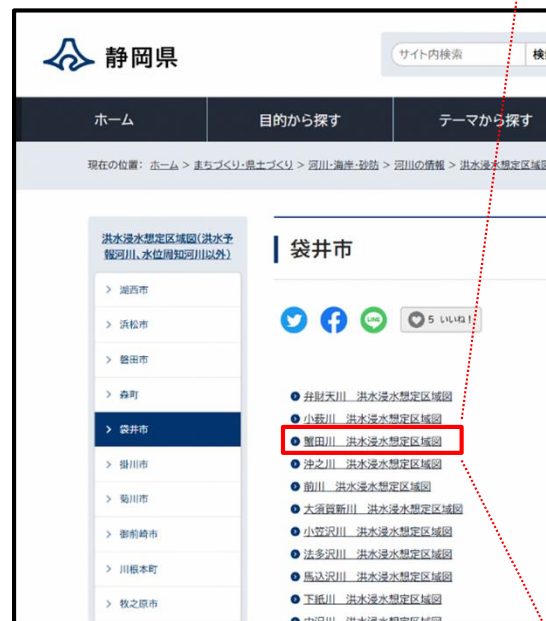 静岡県
サイト内検索
ホーム 目的から探す テーマから探す
現在の位置: ホーム > まちづくり・県土づくり > 河川・海岸・砂防 > 河川の情報 > 洪水浸水想定区域図
洪水浸水想定区域図(洪水予
報河川、水位周知河川以外)
> 湖西市
> 浜松市
> 磐田市
> 森町
> 袋井市
> 掛川市
> 菊川市
> 御前崎市
> 川根本町
> 牧之原市
袋井市
LINE
5 いいね!
弁財天川 洪水浸水想定区域図
小薮川 洪水浸水想定区域図
蟹田川 洪水浸水想定区域図
沖之川 洪水浸水想定区域図
前川 洪水浸水想定区域図
大須賀新川 洪水浸水想定区域図
小笠沢川 洪水浸水想定区域図
法多沢川 洪水浸水想定区域図
馬込沢川 洪水浸水想定区域図
下紙川 洪水浸水想定区域図